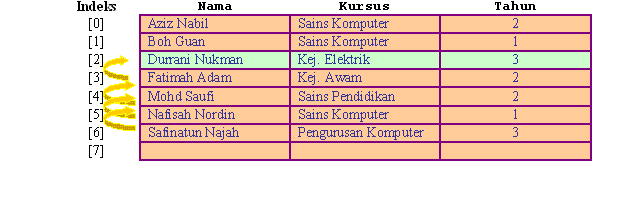 Indeks Nama Kursus Tahun
[0] Aziz Nabil Sains Komputer 2
[1] Boh Guan Sains Komputer 1
[2] Durrani Nukman Kej. Elektrik 3
[3] Fatimah Adam Kej. Awam 2
[4] Mohd Saufi Sains Pendidikan 2
[5] Nafisah Nordin Sains Komputer 1
[6] Safinatun Najah Pengurusan Komputer 3
[7]